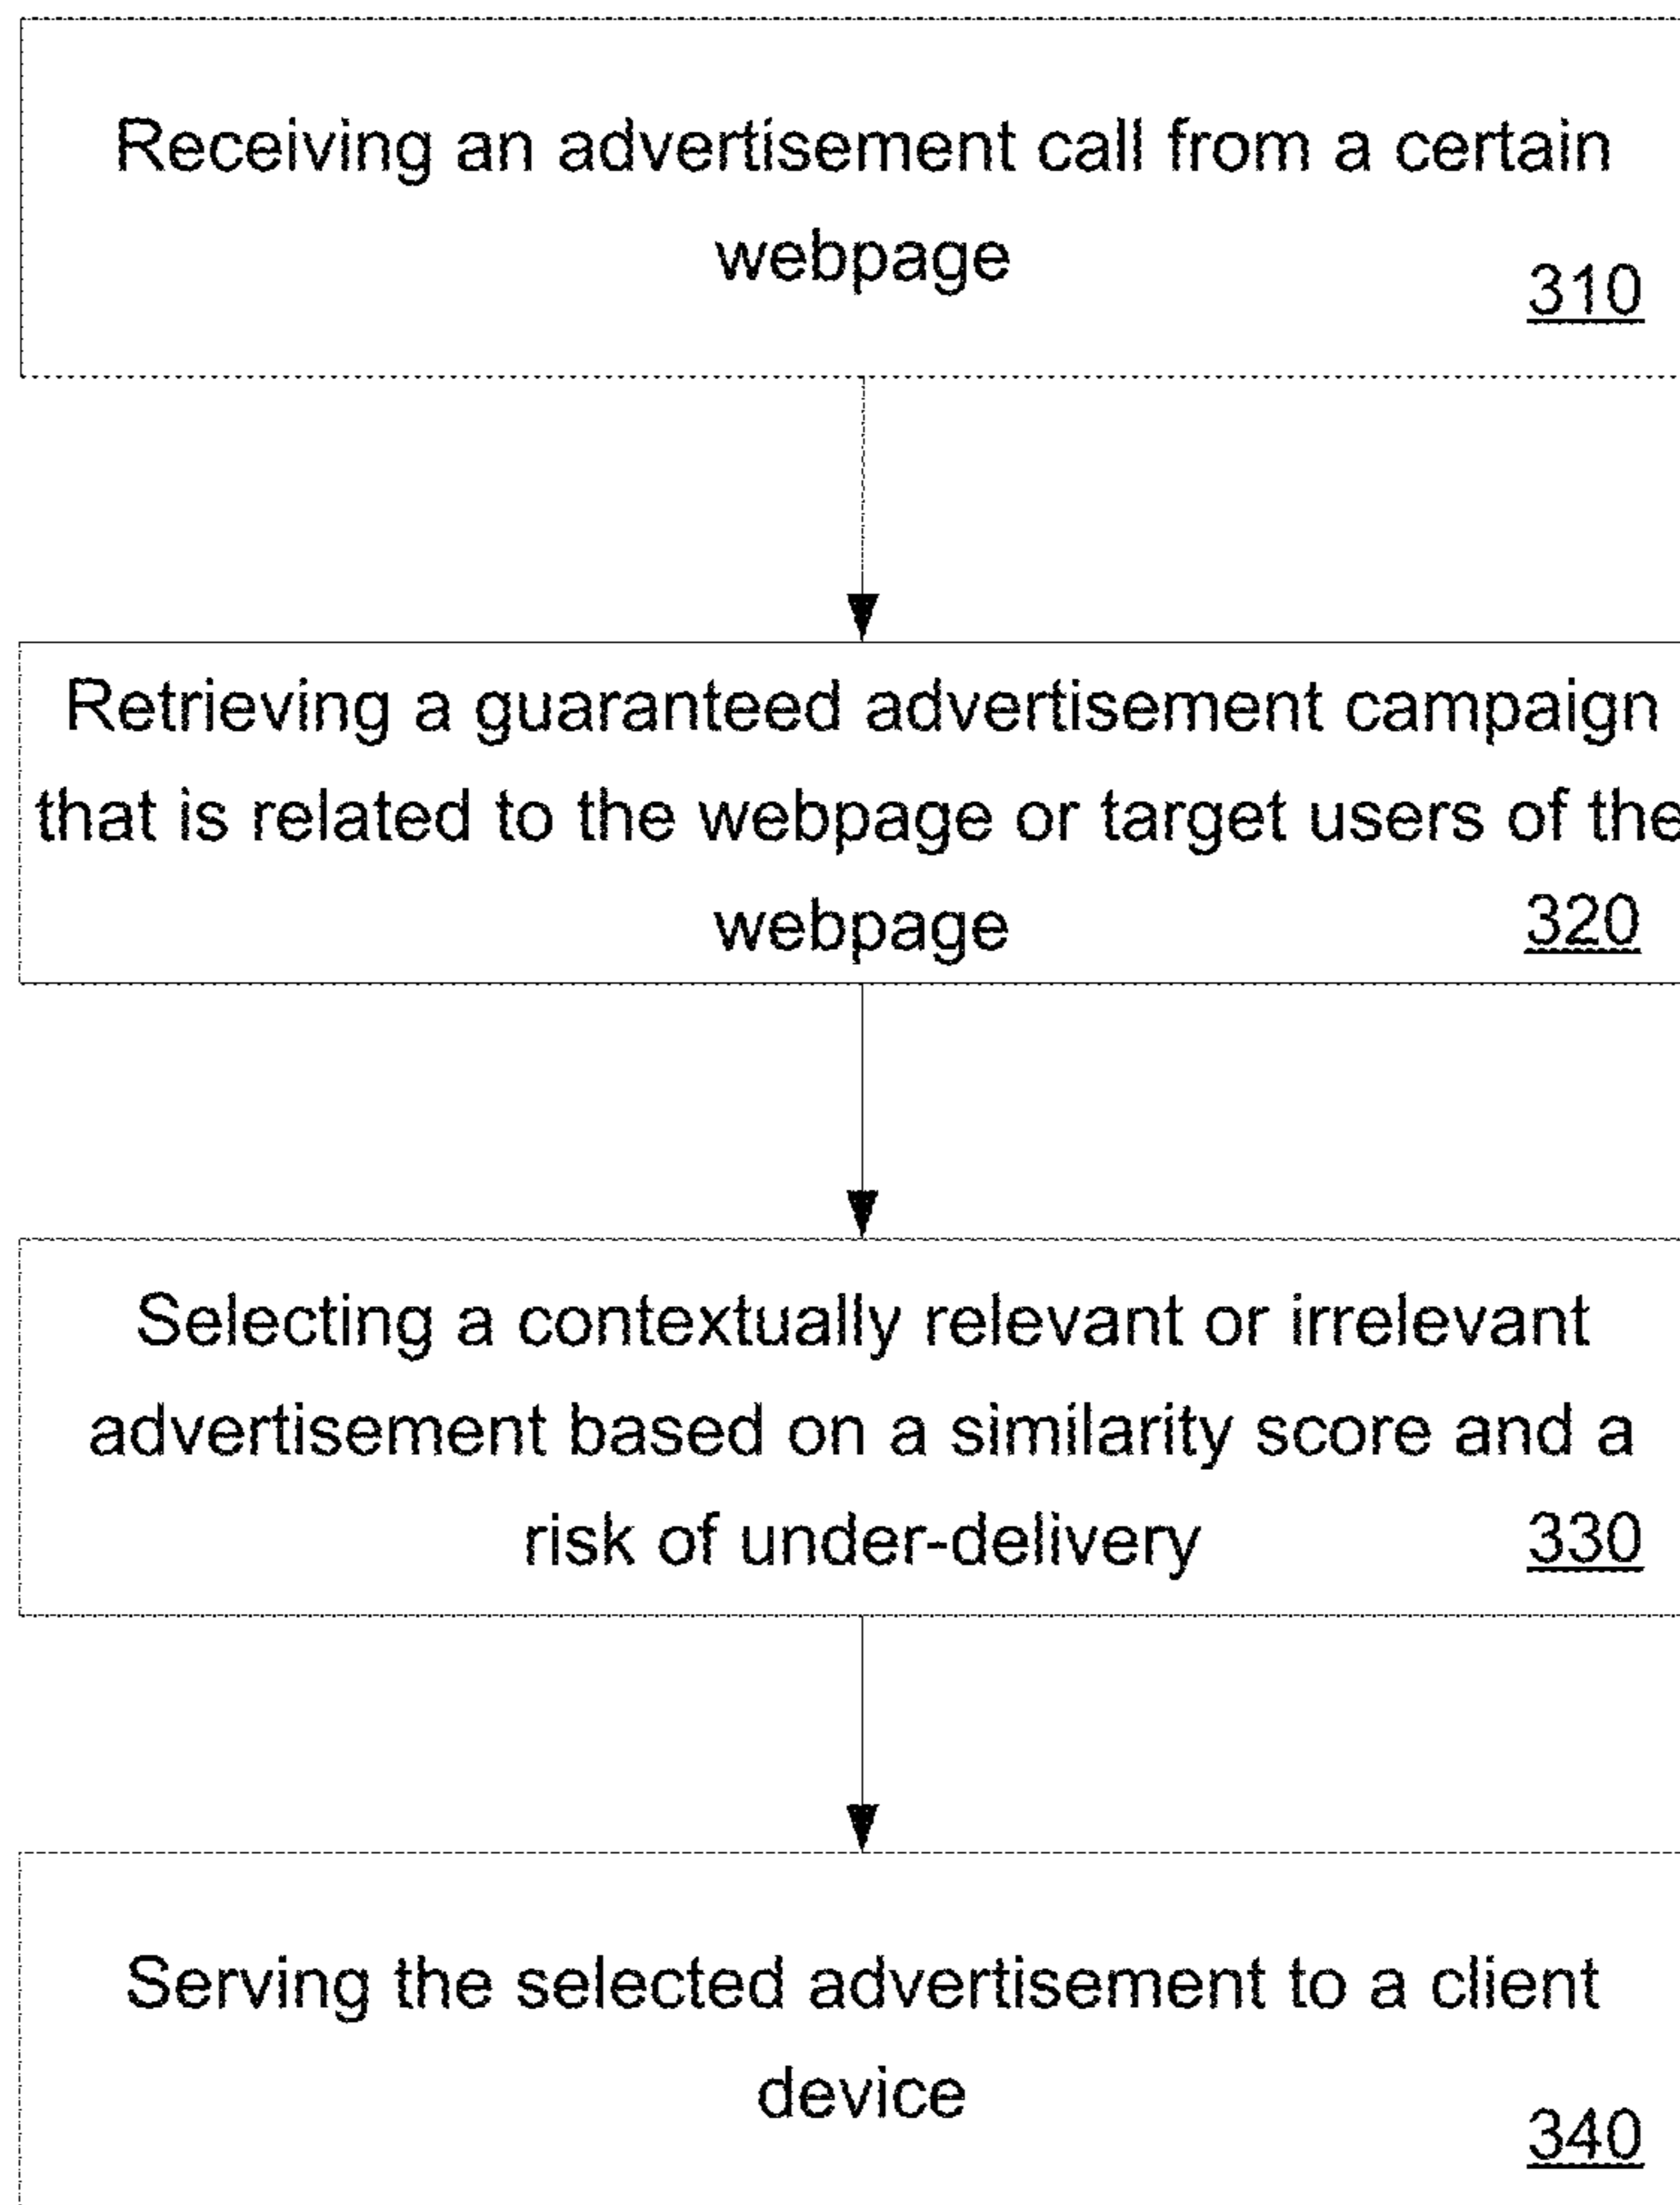 Receiving an advertisement call from a certain
webpage
310
Retrieving a guaranteed advertisement campaign
that is related to the webpage or target users of the
webpage
320
Selecting a contextually relevant or irrelevant
advertisement based on a similarity score and a
risk of under-delivery
330
Serving the selected advertisement to a client
device
340